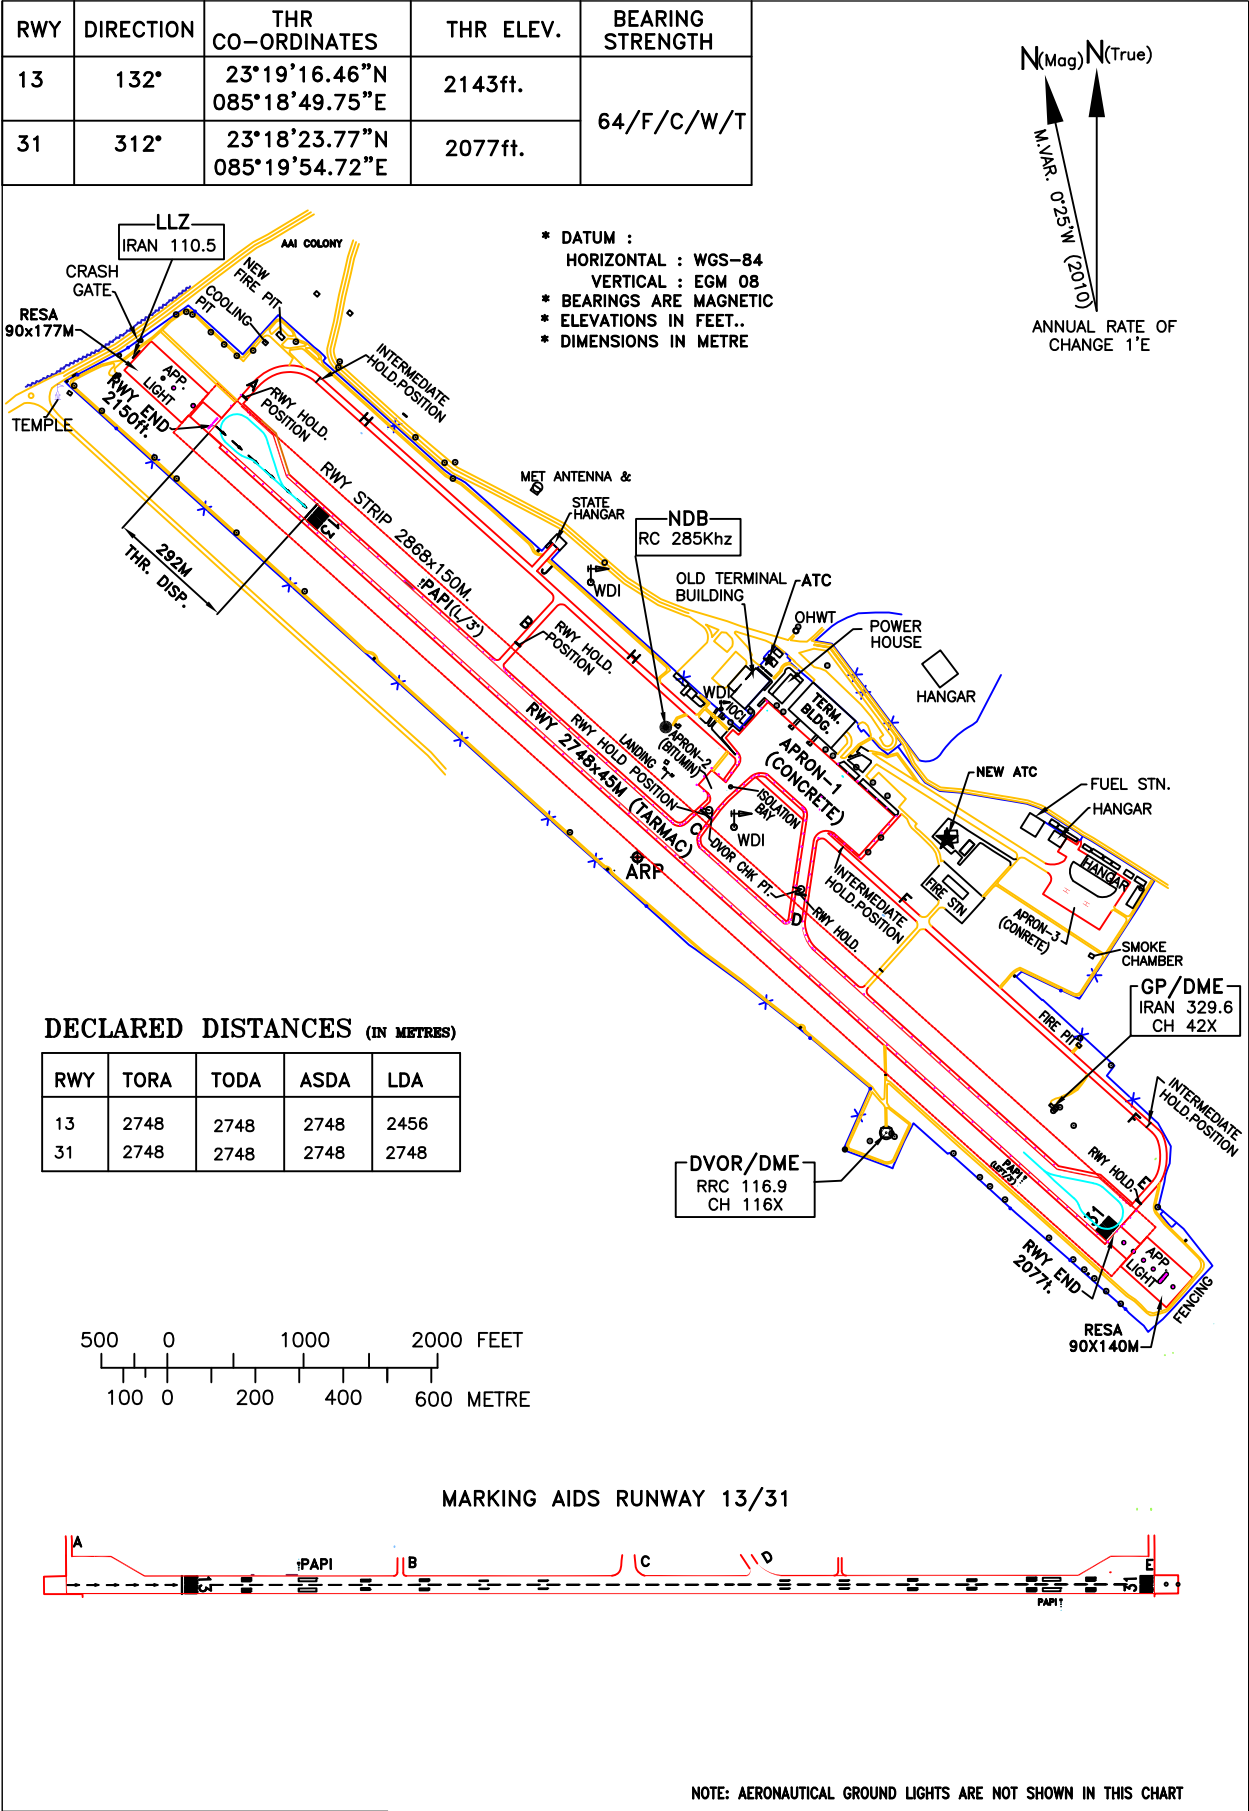 RWY DIRECTION THR CO-ORDINATES THR ELEV. BEARING STRENGTH
13 132° 23°19'16.46"N 085°18'49.75"E 2143ft. 64/F/C/W/T
31 312° 23°18'23.77"N 085°19'54.72"E 2077ft.
N(Mag) N(True)
M.VAR. 0°25'W (2010)
ANNUAL RATE OF
CHANGE 1'E
* DATUM :
HORIZONTAL : WGS-84
VERTICAL : EGM 08
* BEARINGS ARE MAGNETIC
* ELEVATIONS IN FEET..
* DIMENSIONS IN METRE
LLZ
IRAN 110.5
AAI COLONY
CRASH
GATE
NEW
FIRE PIT
COOLING
PIT
RESA
90x177M
APP.
LIGHT
RWY END
2150ft.
TEMPLE
A
RWY HOLD.
POSITION
INTERMEDIATE
HOLD.POSITION
H
RWY STRIP 2868x150M.
13
292M
THR. DISP.
PAPI(L/3°)
MET ANTENNA &
STATE
HANGAR
J
WDI
NDB
RC 285Khz
OLD TERMINAL
BUILDING
ATC
OHWT
POWER
HOUSE
HANGAR
B
RWY HOLD.
POSITION
H
WDI
IOCL
TERM.
BLDG.
RWY 2748x45M (TARMAC)
RWY HOLD POSITION
LANDING
"T"
APRON-2
(BITUMIN)
APRON-1
(CONCRETE)
ISOLATION
BAY
WDI
C
DVOR CHK PT.
ARP
D
RWY HOLD.
INTERMEDIATE
HOLD.POSITION
F
NEW ATC
FUEL STN.
HANGAR
HANGAR
FIRE STN
APRON-3
(CONRETE)
SMOKE
CHAMBER
GP/DME
IRAN 329.6
CH 42X
FIRE PIT
INTERMEDIATE
HOLD.POSITION
F
RWY HOLD.
E
DVOR/DME
RRC 116.9
CH 116X
PAPI
31
RWY END
2077t.
APP
LIGHT
FENCING
RESA
90X140M
DECLARED DISTANCES (IN METRES)
RWY TORA TODA ASDA LDA
13 2748 2748 2748 2456
31 2748 2748 2748 2748
500 0 1000 2000 FEET
100 0 200 400 600 METRE
MARKING AIDS RUNWAY 13/31
A
13
PAPI
B
C
D
PAPI
31
E
NOTE: AERONAUTICAL GROUND LIGHTS ARE NOT SHOWN IN THIS CHART